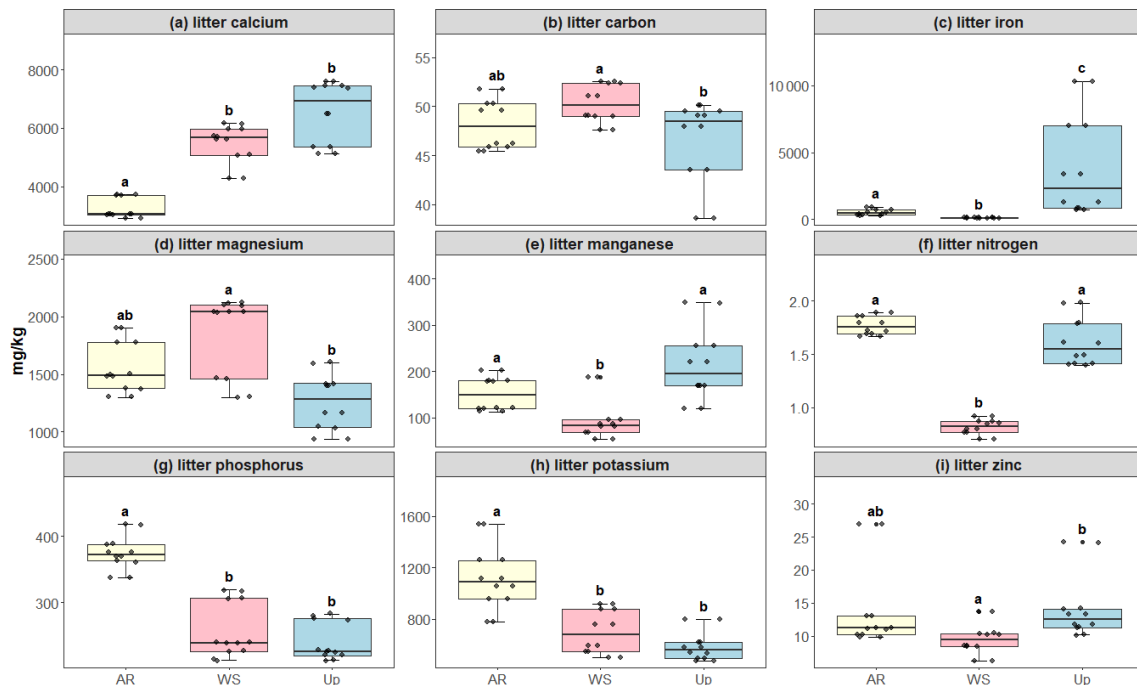 (a) litter calcium
(b) litter carbon
(c) litter iron
8000
6000
4000
a
b
b
55
50
45
40
ab
a
b
10 000
5000
0
a
b
c
(d) litter magnesium
(e) litter manganese
(f) litter nitrogen
mg/kg
2500
2000
1500
1000
ab
a
b
400
300
200
100
a
b
a
2.0
1.5
1.0
a
b
a
(g) litter phosphorus
(h) litter potassium
(i) litter zinc
400
300
a
b
b
1600
1200
800
a
b
b
30
25
20
15
10
ab
a
b
AR WS Up
AR WS Up
AR WS Up